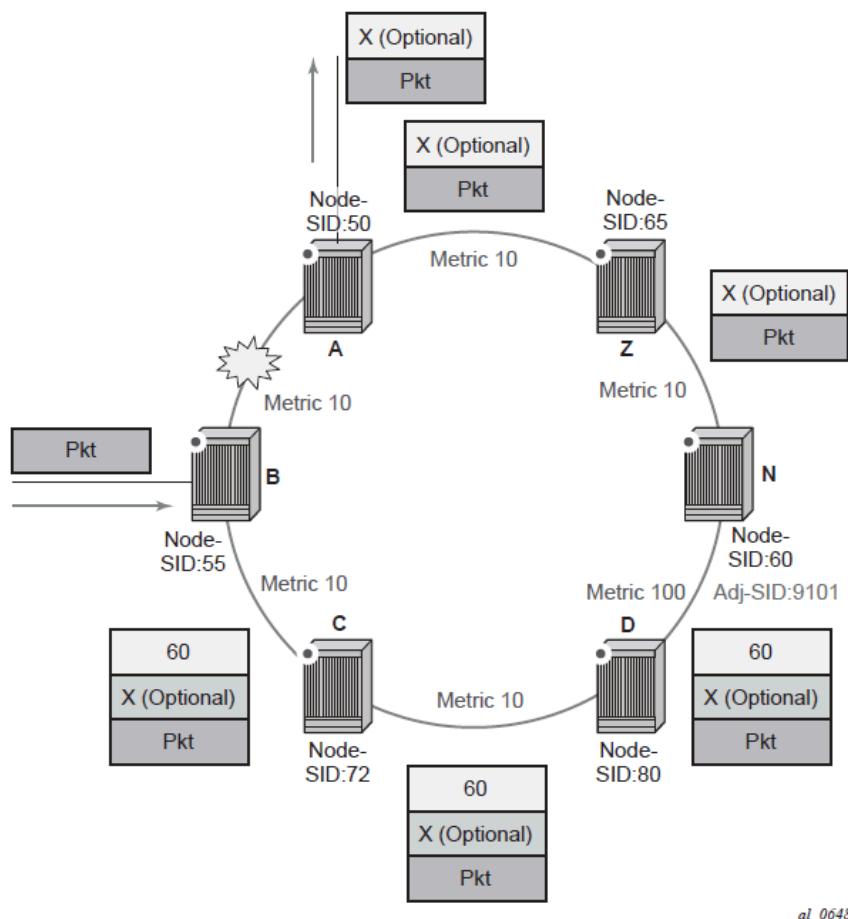 X (Optional)
Pkt
X (Optional)
Pkt
Node-
SID:50
Node-
SID:65
Metric 10
X (Optional)
Pkt
A
Z
Metric 10
Metric 10
Pkt
B
N
Node-
SID:55
Node-
SID:60
Metric 10
Metric 100
Adj-SID:9101
C
D
60
X (Optional)
Pkt
60
X (Optional)
Pkt
Metric 10
Node-
SID:72
Node-
SID:80
60
X (Optional)
Pkt
al_0648